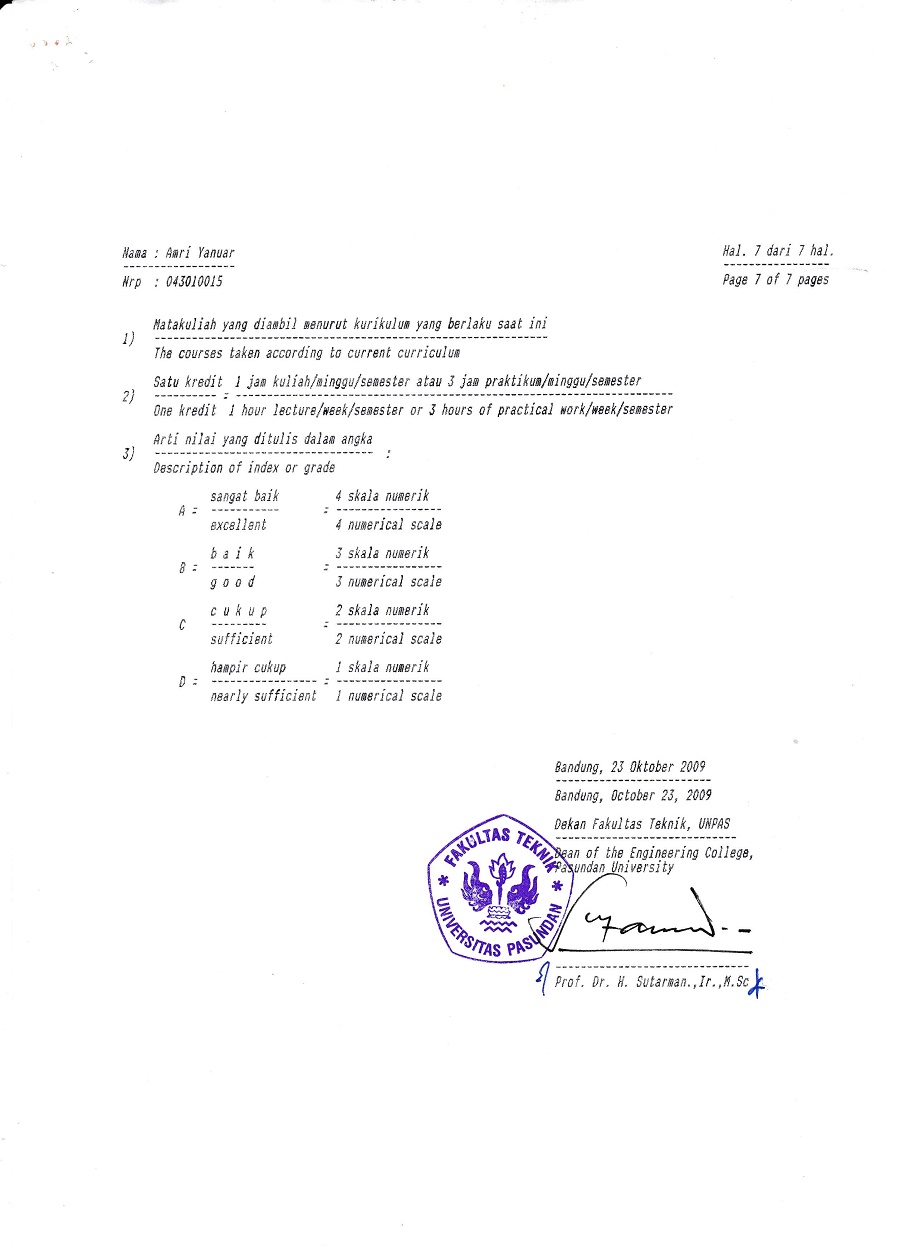 Nama : Amri Yanuar
Hal. 7 dari 7 hal.
Nrp : 043010015
Page 7 of 7 pages
Matakuliah yang diambil menurut kurikulum yang berlaku saat ini
1)
The courses taken according to current curriculum
Satu kredit 1 jam kuliah/minggu/semester atau 3 jam praktikum/minggu/semester
2) =
One kredit 1 hour lecture/week/semester or 3 hours of practical work/week/semester
Arti nilai yang ditulis dalam angka
3) :
Description of index or grade
sangat baik 4 skala numerik
A = =
excellent 4 numerical scale
b a i k 3 skala numerik
B = =
g o o d 3 numerical scale
c u k u p 2 skala numerik
C =
sufficient 2 numerical scale
hampir cukup 1 skala numerik
D = =
nearly sufficient 1 numerical scale
Bandung, 23 Oktober 2009
Bandung, October 23, 2009
Dekan Fakultas Teknik, UNPAS
Dean of the Engineering College,
Pasundan University
FAKULTAS TEKNIK
UNIVERSITAS PASUNDAN
Prof. Dr. H. Sutarman.,Ir.,M.Sc